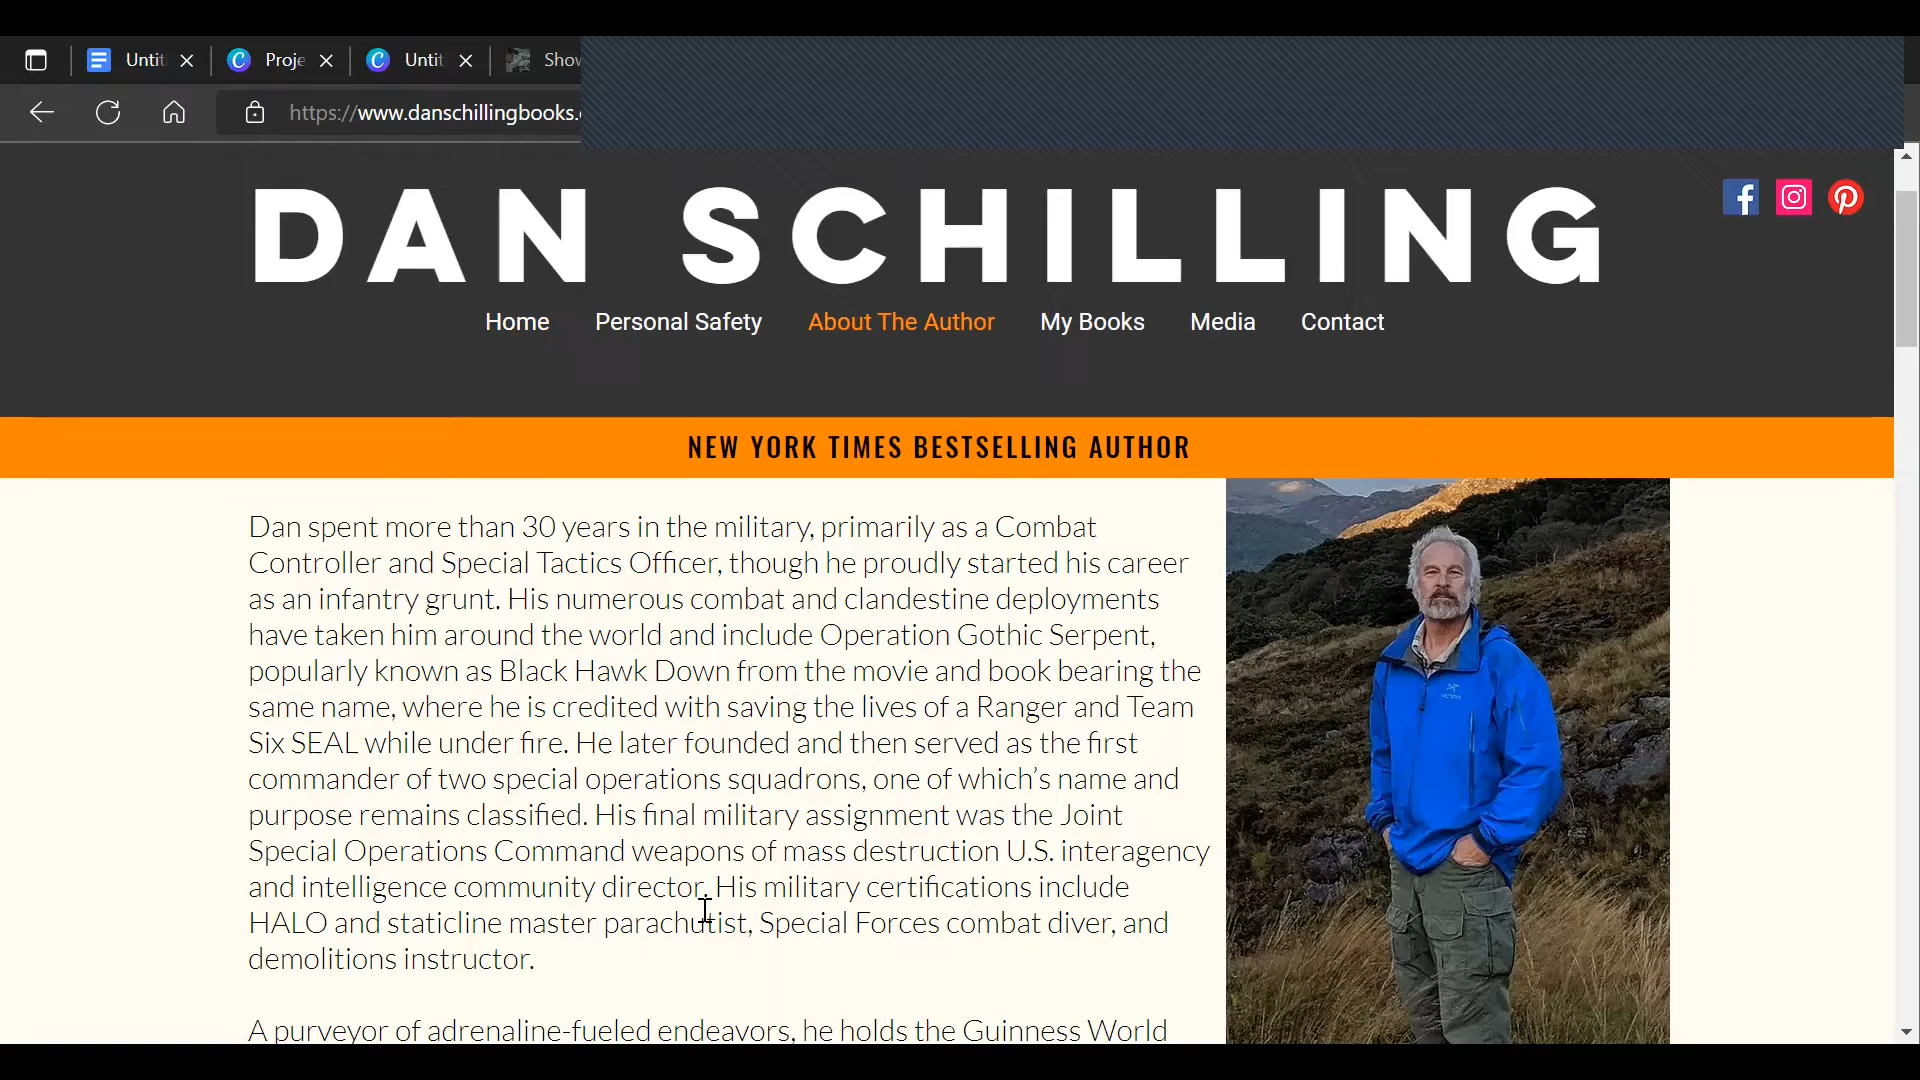 Untit
Proje
Untit
Show
https://www.danschillingbooks.
DAN SCHILLING
Home Personal Safety About The Author My Books Media Contact
NEW YORK TIMES BESTSELLING AUTHOR
Dan spent more than 30 years in the military, primarily as a Combat
Controller and Special Tactics Officer, though he proudly started his career
as an infantry grunt. His numerous combat and clandestine deployments
have taken him around the world and include Operation Gothic Serpent,
popularly known as Black Hawk Down from the movie and book bearing the
same name, where he is credited with saving the lives of a Ranger and Team
Six SEAL while under fire. He later founded and then served as the first
commander of two special operations squadrons, one of which’s name and
purpose remains classified. His final military assignment was the Joint
Special Operations Command weapons of mass destruction U.S. interagency
and intelligence community director. His military certifications include
HALO and staticline master parachutist, Special Forces combat diver, and
demolitions instructor.
A purveyor of adrenaline-fueled endeavors, he holds the Guinness World